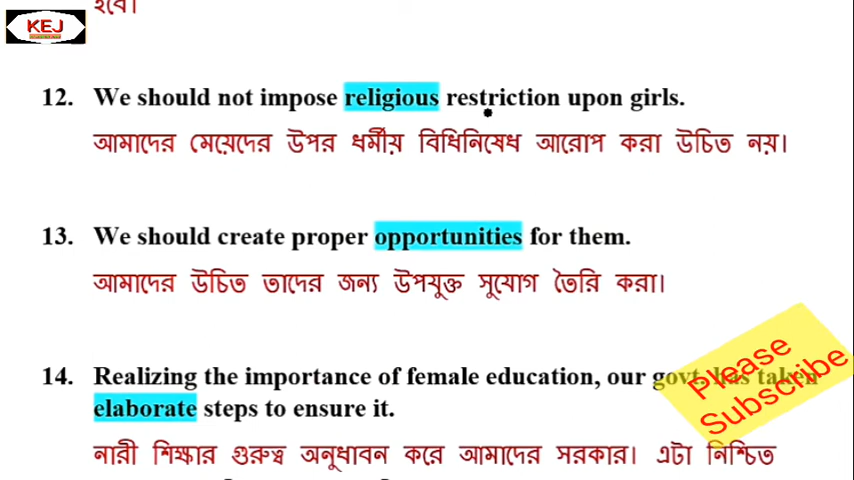 হবে।
KEJ
12. We should not impose religious restriction upon girls.
আমাদের মেয়েদের উপর ধর্মীয় বিধিনিষেধ আরোপ করা উচিত নয়।
13. We should create proper opportunities for them.
আমাদের উচিত তাদের জন্য উপযুক্ত সুযোগ তৈরি করা।
14. Realizing the importance of female education, our govt. has taken
elaborate steps to ensure it.
নারী শিক্ষার গুরুত্ব অনুধাবন করে আমাদের সরকার। এটা নিশ্চিত
Please
Subscribe